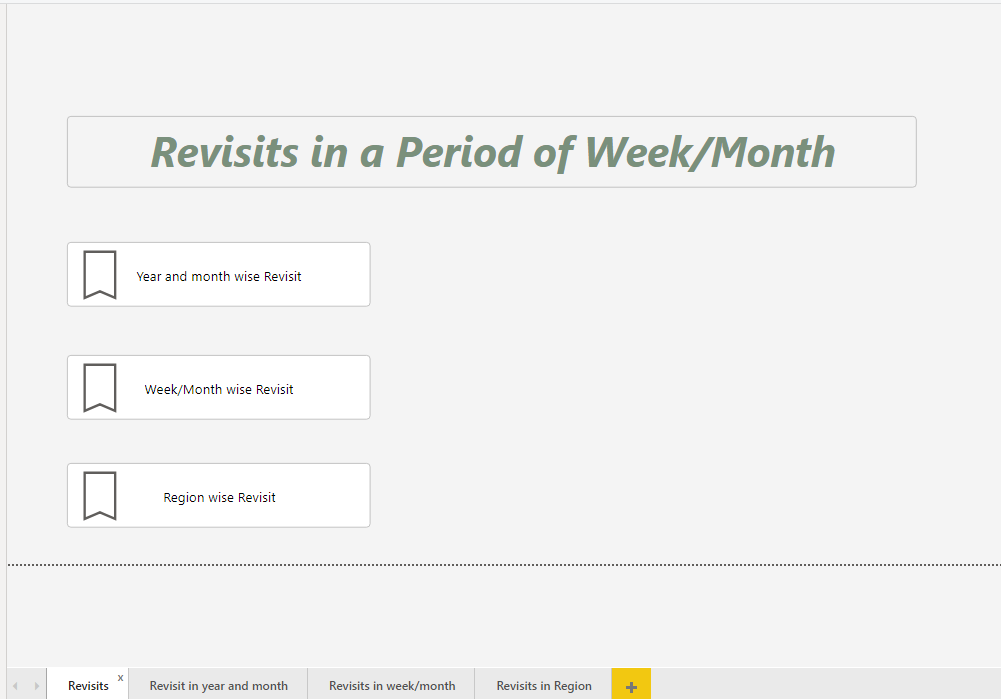 Revisits in a Period of Week/Month
Year and month wise Revisit
Week/Month wise Revisit
Region wise Revisit
Revisits x
Revisit in year and month
Revisits in week/month
Revisits in Region
+